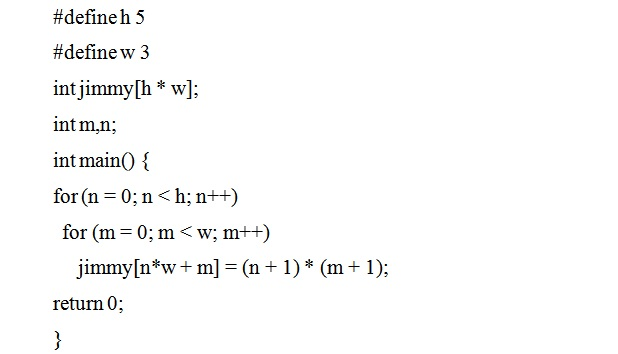 #define h 5
#define w 3
int jimmy[h * w];
int m,n;
int main() {
for (n = 0; n < h; n++)
for (m = 0; m < w; m++)
jimmy[n*w + m] = (n + 1) * (m + 1);
return 0;
}